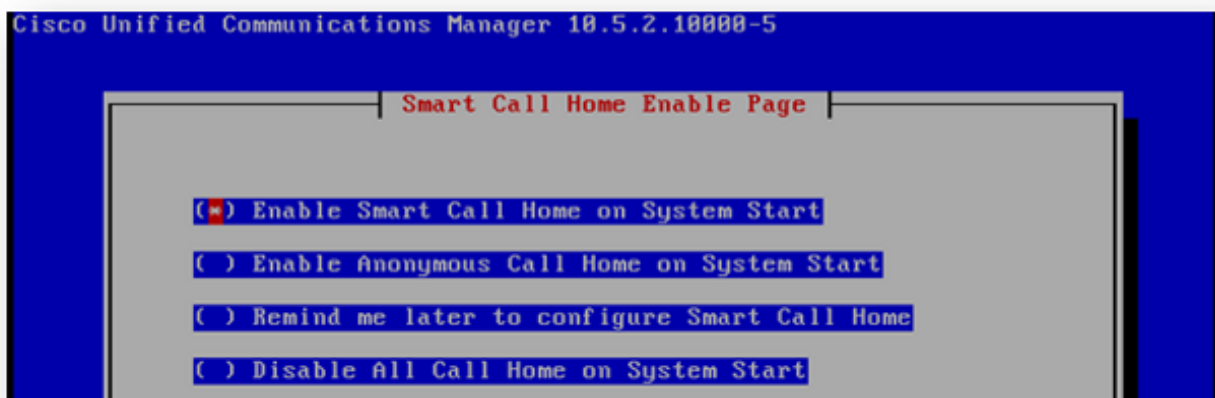 Cisco Unified Communications Manager 10.5.2.10000-5
Smart Call Home Enable Page
(*) Enable Smart Call Home on System Start
( ) Enable Anonymous Call Home on System Start
( ) Remind me later to configure Smart Call Home
( ) Disable All Call Home on System Start